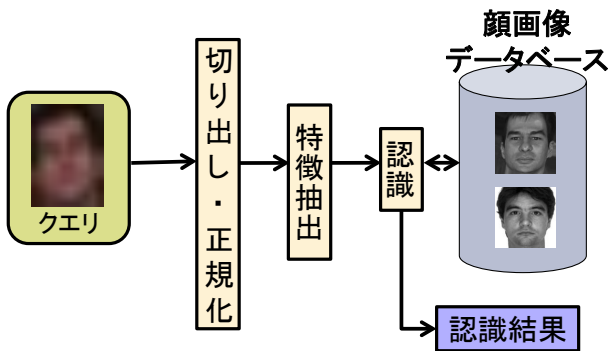 顔画像
データベース
クエリ
切り出し・正規化
特徴抽出
認識
認識結果